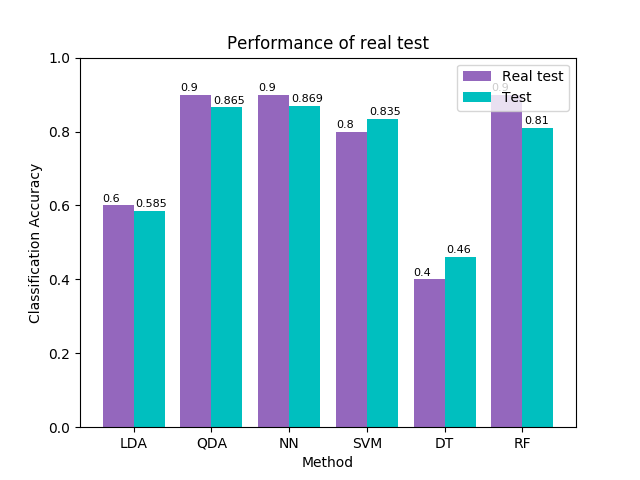 Performance of real test
1.0
0.8
0.6
0.4
0.2
0.0
Classification Accuracy
0.6
0.585
0.9
0.865
0.9
0.869
0.8
0.835
0.4
0.46
0.9
0.81
Real test
Test
LDA
QDA
NN
SVM
DT
RF
Method